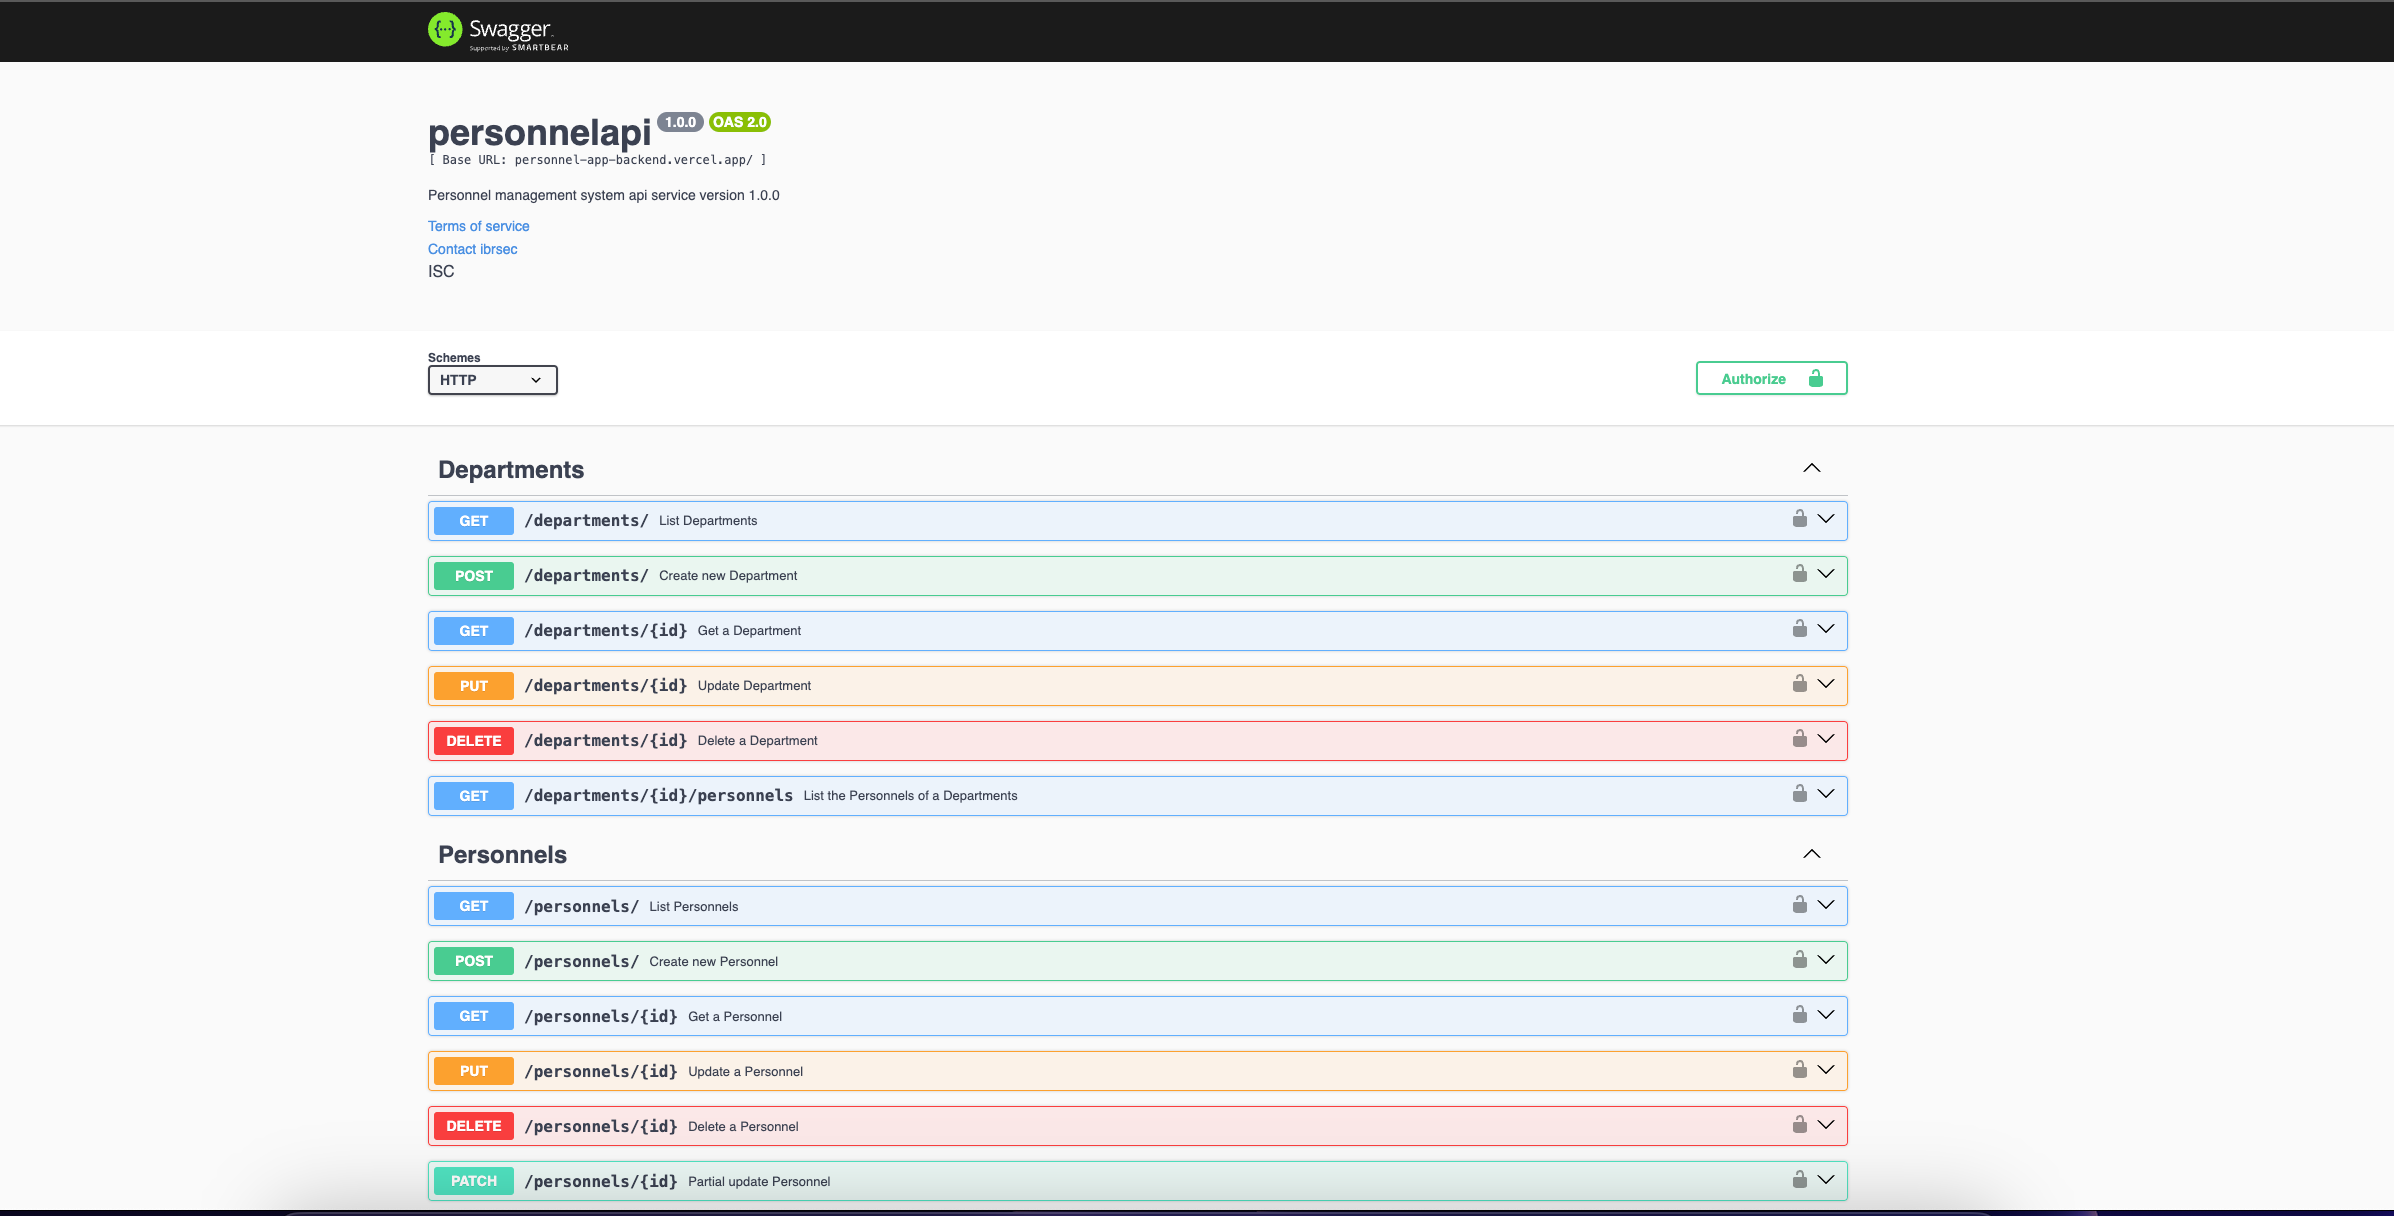 Swagger
Supported by SMARTBEAR
personnelapi 1.0.0 OAS 2.0
[ Base URL: personnel-app-backend.vercel.app/ ]
Personnel management system api service version 1.0.0
Terms of service
Contact ibrsec
ISC
Schemes
HTTP
Authorize
Departments
GET /departments/ List Departments
POST /departments/ Create new Department
GET /departments/{id} Get a Department
PUT /departments/{id} Update Department
DELETE /departments/{id} Delete a Department
GET /departments/{id}/personnels List the Personnels of a Departments
Personnels
GET /personnels/ List Personnels
POST /personnels/ Create new Personnel
GET /personnels/{id} Get a Personnel
PUT /personnels/{id} Update a Personnel
DELETE /personnels/{id} Delete a Personnel
PATCH /personnels/{id} Partial update Personnel